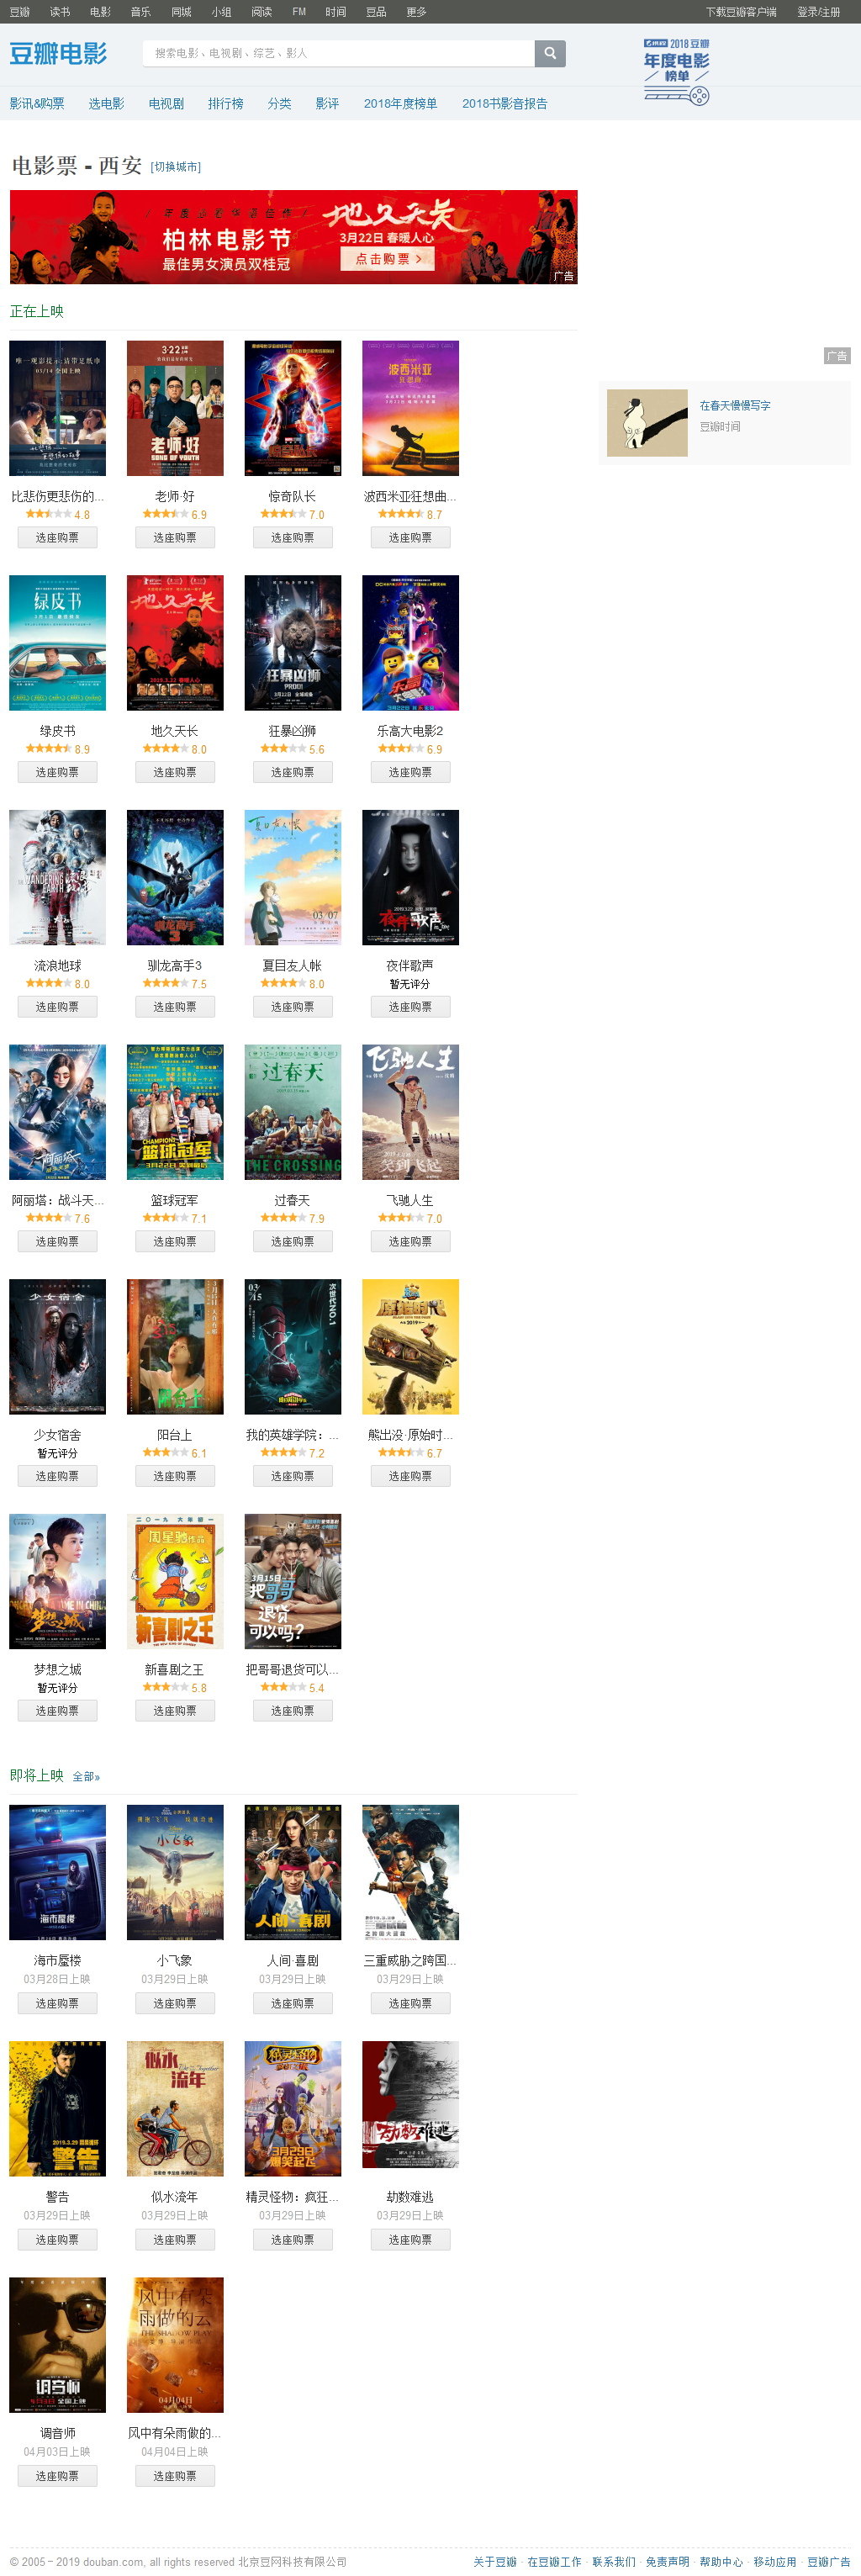 豆瓣 读书 电影 音乐 同城 小组 阅读 FM 时间 豆品 更多 下载豆瓣客户端 登录/注册
豆瓣电影
搜索电影、电视剧、综艺、影人
2018 豆瓣
年度电影
榜单
影讯&购票 选电影 电视剧 排行榜 分类 影评 2018年度榜单 2018书影音报告
电影票 - 西安 [切换城市]
地久天长
柏林电影节
最佳男女演员双桂冠
3月22日 春暖人心
点击购票 >
广告
正在上映
广告
在春天慢慢写字
豆瓣时间
比悲伤更悲伤的... 老师·好 惊奇队长 波西米亚狂想曲...
4.8 6.9 7.0 8.7
选座购票 选座购票 选座购票 选座购票
绿皮书 地久天长 狂暴凶狮 乐高大电影2
8.9 8.0 5.6 6.9
选座购票 选座购票 选座购票 选座购票
流浪地球 驯龙高手3 夏目友人帐 夜伴歌声
8.0 7.5 8.0 暂无评分
选座购票 选座购票 选座购票 选座购票
阿丽塔：战斗天... 篮球冠军 过春天 飞驰人生
7.6 7.1 7.9 7.0
选座购票 选座购票 选座购票 选座购票
少女宿舍 阳台上 我的英雄学院：... 熊出没·原始时...
暂无评分 6.1 7.2 6.7
选座购票 选座购票 选座购票 选座购票
梦想之城 新喜剧之王 把哥哥退货可以...
暂无评分 5.8 5.4
选座购票 选座购票 选座购票
即将上映 全部»
海市蜃楼 小飞象 人间·喜剧 三重威胁之跨国...
03月28日上映 03月29日上映 03月29日上映 03月29日上映
选座购票 选座购票 选座购票 选座购票
警告 似水流年 精灵怪物：疯狂... 劫数难逃
03月29日上映 03月29日上映 03月29日上映 03月29日上映
选座购票 选座购票 选座购票 选座购票
调音师 风中有朵雨做的...
04月03日上映 04月04日上映
选座购票 选座购票
© 2005－2019 douban.com, all rights reserved 北京豆网科技有限公司 关于豆瓣 · 在豆瓣工作 · 联系我们 · 免责声明 · 帮助中心 · 移动应用 · 豆瓣广告